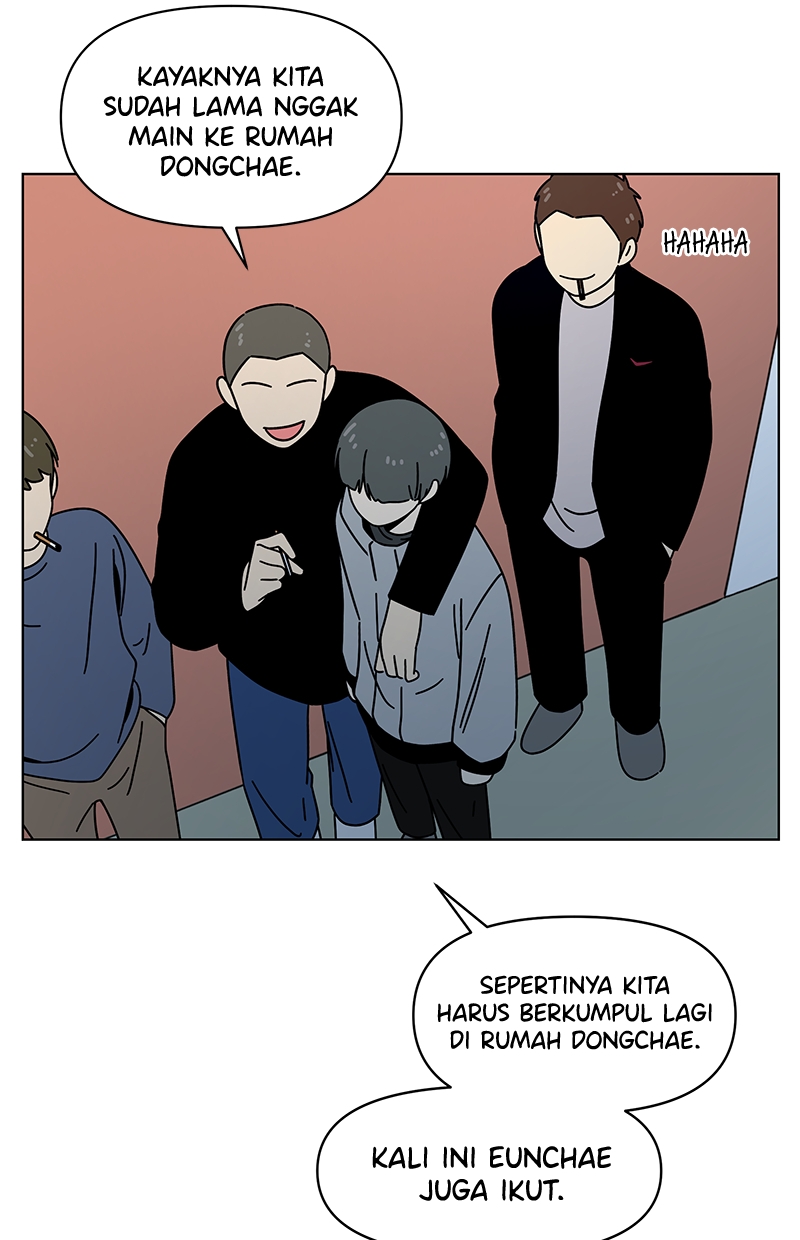 KAYAKNYA KITA
SUDAH LAMA NGGAK
MAIN KE RUMAH
DONGCHAE.
HAHAHA
SEPERTINYA KITA
HARUS BERKUMPUL LAGI
DI RUMAH DONGCHAE.
KALI INI EUNCHAE
JUGA IKUT.